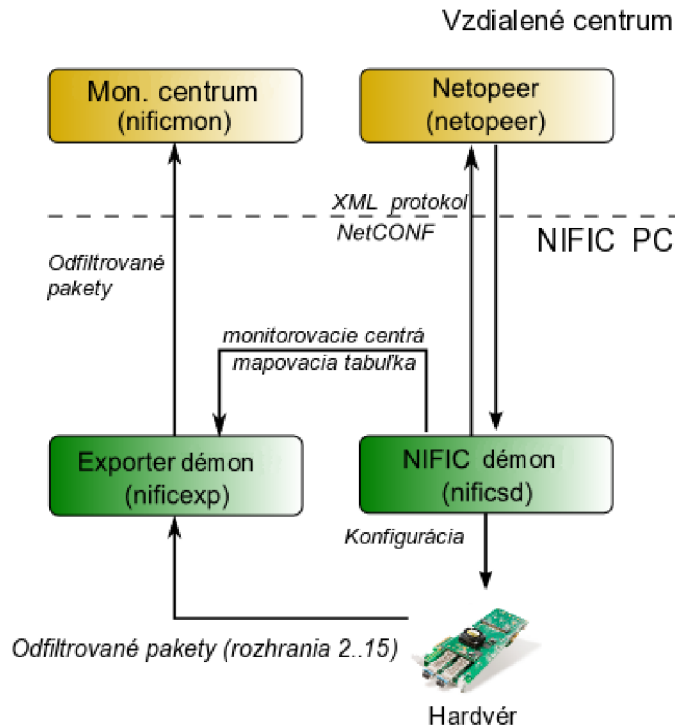 Vzdialené centrum
Mon. centrum
(nificmon)
Netopeer
(netopeer)
XML protokol
NetCONF
NIFIC PC
Odfiltrované
pakety
monitorovacie centrá
mapovacia tabuľka
Exporter démon
(nificexp)
NIFIC démon
(nificsd)
Konfigurácia
Odfiltrované pakety (rozhrania 2..15)
Hardvér